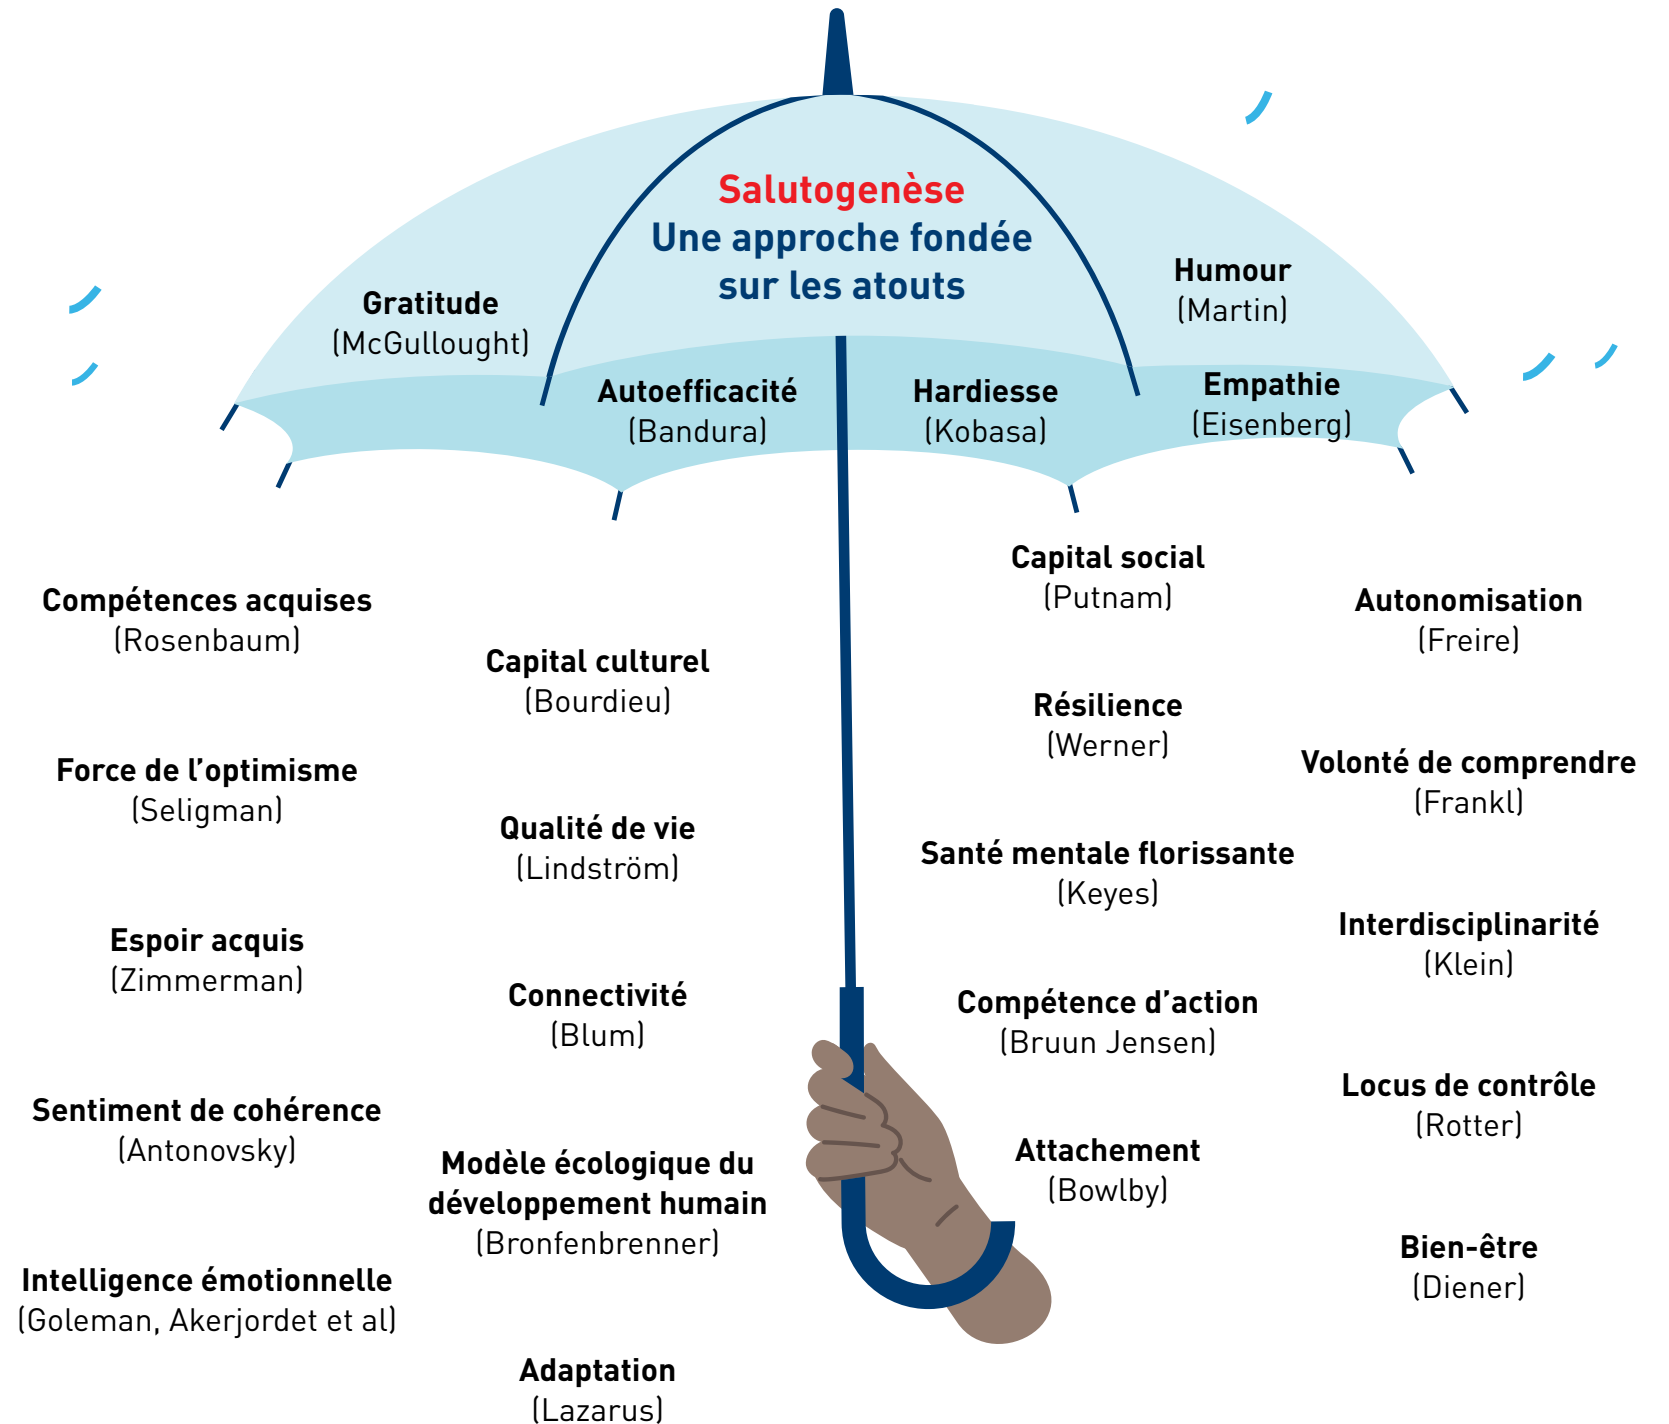 Salutogenèse
Une approche fondée
sur les atouts
Gratitude
(McGullought)
Humour
(Martin)
Autoefficacité
(Bandura)
Hardiesse
(Kobasa)
Empathie
(Eisenberg)
Compétences acquises
(Rosenbaum)
Force de l’optimisme
(Seligman)
Espoir acquis
(Zimmerman)
Sentiment de cohérence
(Antonovsky)
Intelligence émotionnelle
(Goleman, Akerjordet et al)
Capital culturel
(Bourdieu)
Qualité de vie
(Lindström)
Connectivité
(Blum)
Modèle écologique du
développement humain
(Bronfenbrenner)
Adaptation
(Lazarus)
Capital social
(Putnam)
Résilience
(Werner)
Santé mentale florissante
(Keyes)
Compétence d’action
(Bruun Jensen)
Attachement
(Bowlby)
Autonomisation
(Freire)
Volonté de comprendre
(Frankl)
Interdisciplinarité
(Klein)
Locus de contrôle
(Rotter)
Bien-être
(Diener)